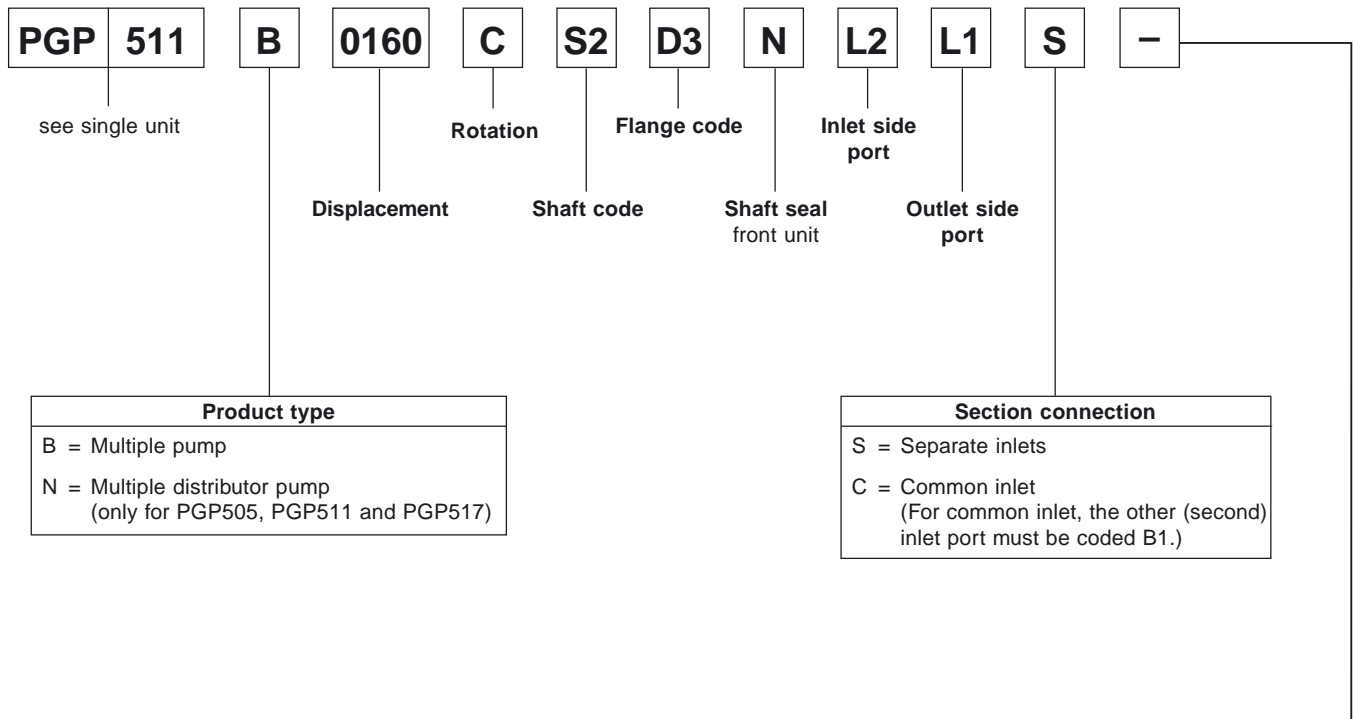 PGP 511 B 0160 C S2 D3 N L2 L1 S –
see single unit
Rotation
Flange code
Inlet side
port
Displacement
Shaft code
Shaft seal
front unit
Outlet side
port
Product type
B = Multiple pump
N = Multiple distributor pump
(only for PGP505, PGP511 and PGP517)
Section connection
S = Separate inlets
C = Common inlet
(For common inlet, the other (second)
inlet port must be coded B1.)